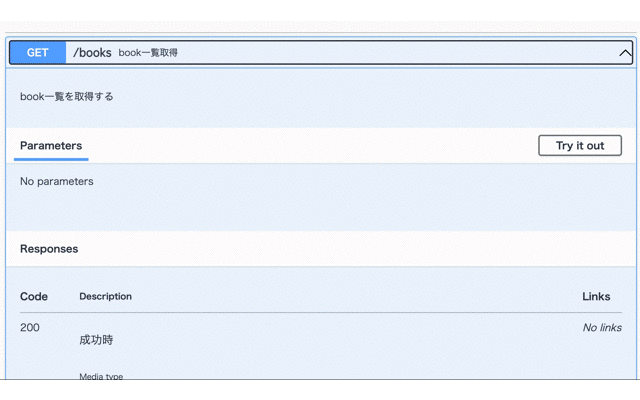 GET /books book一覧取得
book一覧を取得する
Parameters Try it out
No parameters
Responses
Code Description Links
200 成功時 No links
Media type